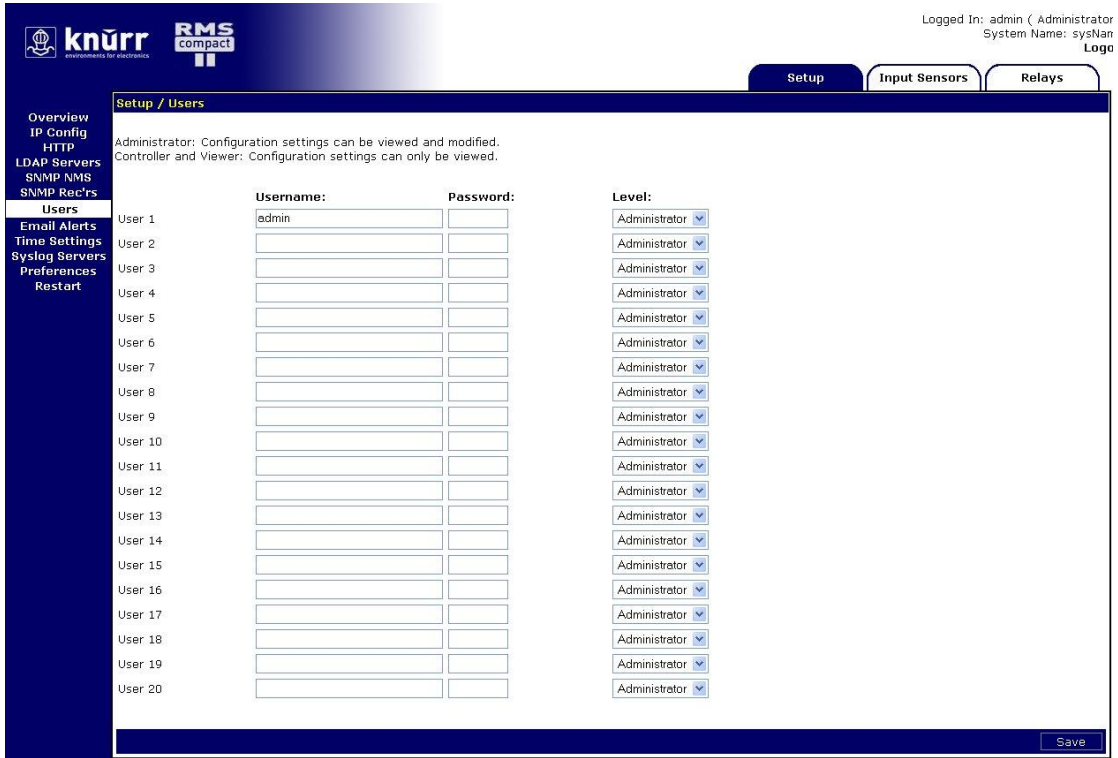 knürr
environments for electronics
RMS
compact
Logged In: admin ( Administrator
System Name: sysNam
Logo
Setup
Input Sensors
Relays
Overview
IP Config
HTTP
LDAP Servers
SNMP NMS
SNMP Rec'rs
Users
Email Alerts
Time Settings
Syslog Servers
Preferences
Restart
Setup / Users
Administrator: Configuration settings can be viewed and modified.
Controller and Viewer: Configuration settings can only be viewed.
Username: Password: Level:
User 1 admin Administrator
User 2 Administrator
User 3 Administrator
User 4 Administrator
User 5 Administrator
User 6 Administrator
User 7 Administrator
User 8 Administrator
User 9 Administrator
User 10 Administrator
User 11 Administrator
User 12 Administrator
User 13 Administrator
User 14 Administrator
User 15 Administrator
User 16 Administrator
User 17 Administrator
User 18 Administrator
User 19 Administrator
User 20 Administrator
Save